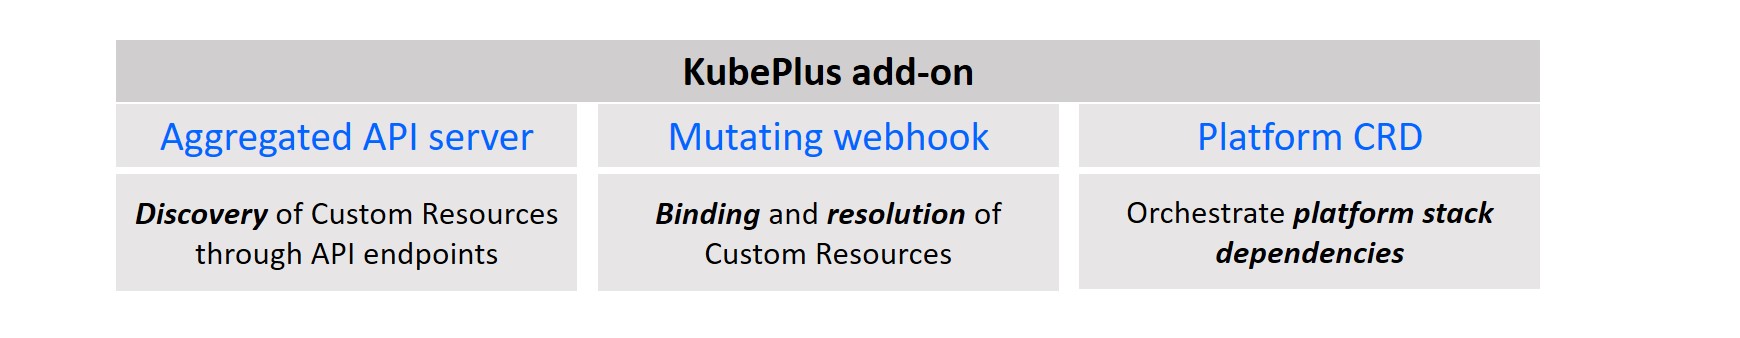 KubePlus add-on
Aggregated API server
Mutating webhook
Platform CRD
Discovery of Custom Resources
through API endpoints
Binding and resolution of
Custom Resources
Orchestrate platform stack
dependencies